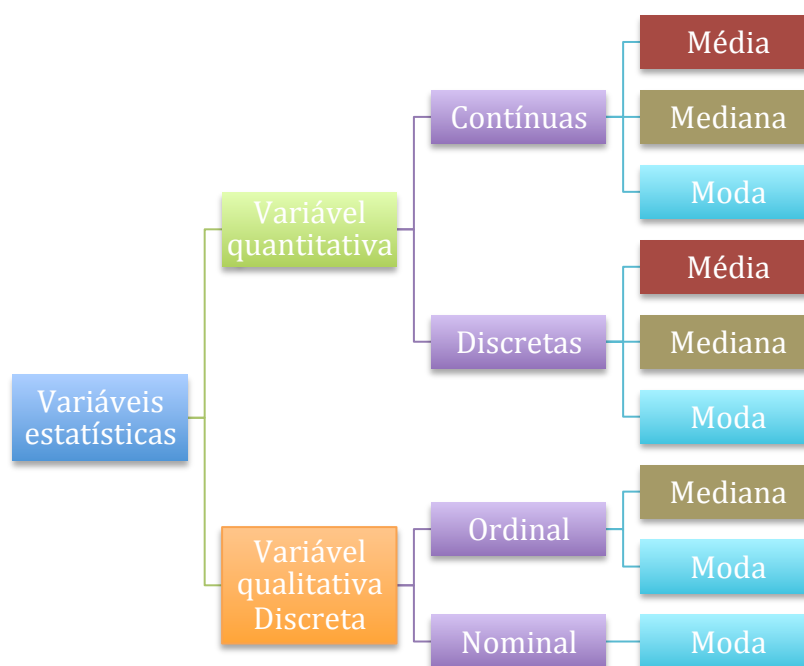 Variáveis
estatísticas
Variável
quantitativa
Contínuas
Média
Mediana
Moda
Discretas
Média
Mediana
Moda
Variável
qualitativa
Discreta
Ordinal
Mediana
Moda
Nominal
Moda